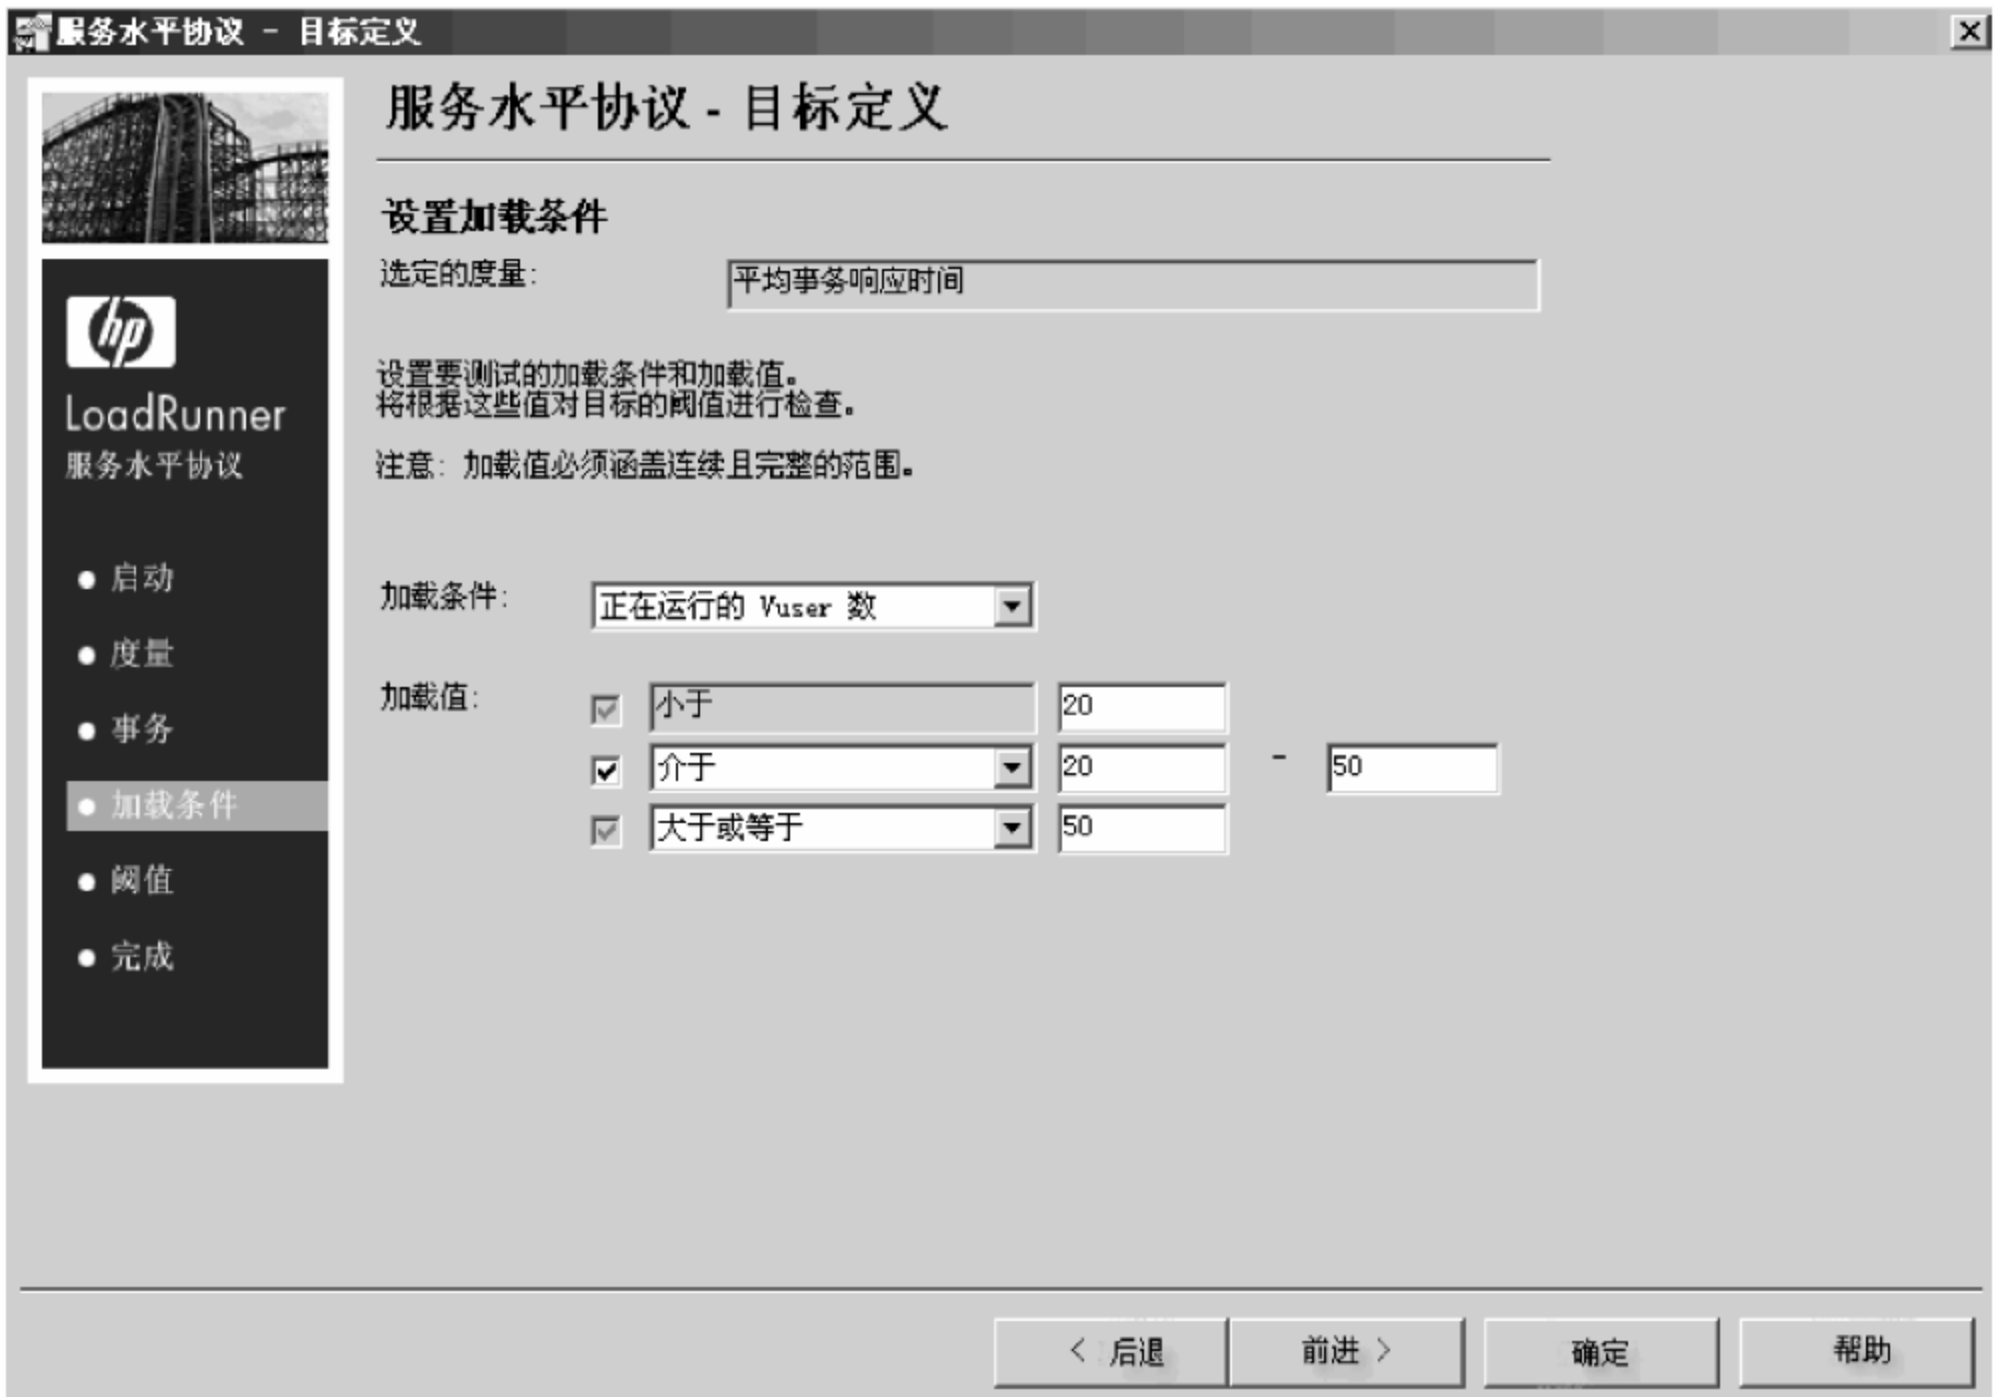 服务水平协议 - 目标定义
服务水平协议 - 目标定义
设置加载条件
选定的度量: 平均事务响应时间
设置要测试的加载条件和加载值。
将根据这些值对目标的阈值进行检查。
注意: 加载值必须涵盖连续且完整的范围。
加载条件: 正在运行的 Vuser 数
加载值: 小于 20
介于 20 - 50
大于或等于 50
hp
LoadRunner
服务水平协议
启动
度量
事务
加载条件
阈值
完成
< 后退 前进 > 确定 帮助